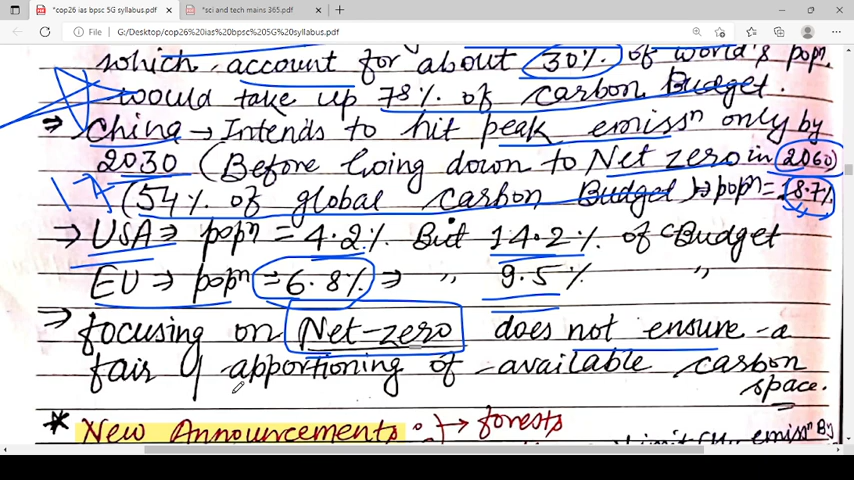 *cop26 ias bpsc 5G syllabus.pdf
"sci and tech mains 365.pdf
File
G:/Desktop/cop26%20ias%20bpsc%205G%20syllabus.pdf
which account for about 30% of world's popn.
would take up 78% of carbon Budget.
⇒ China → Intends to hit peak emissn only by
2030 (Before Going down to Net zero in 2060)
(54% of global carbon Budget) → popn = 18.7%
→ USA ⇒ popn = 4.2% But 14.2% of CBudget
EU ⇒ popn = 6.8% ⇒ " 9.5% "
⇒ focusing on Net-zero does not ensure a
fair apportioning of available carbon
space.
* New Announcements : → forests
emissn By